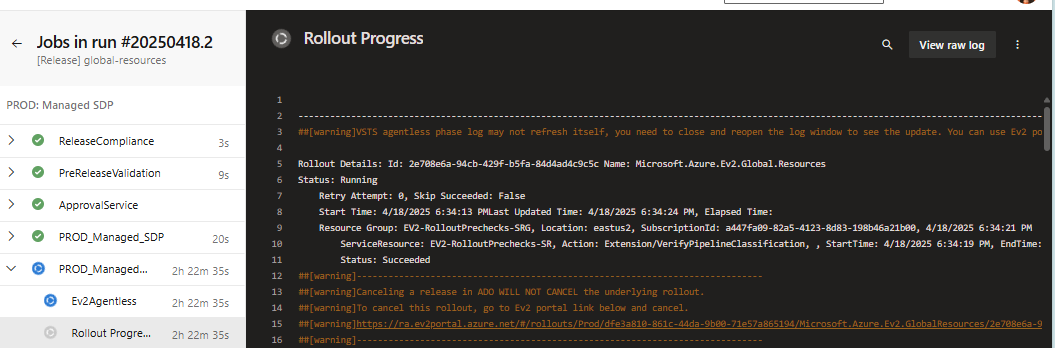 Jobs in run #20250418.2
[Release] global-resources
PROD: Managed SDP
ReleaseCompliance 3s
PreReleaseValidation 9s
ApprovalService
PROD_Managed_SDP 20s
PROD_Managed... 2h 22m 35s
Ev2Agentless 2h 22m 35s
Rollout Progre... 2h 22m 35s
Rollout Progress
View raw log
1
2 --------------------------------------------------------------------------------
3 ##[warning]VSTS agentless phase log may not refresh itself, you need to close and reopen the log window to see the update. You can use Ev2 po
4
5 Rollout Details: Id: 2e708e6a-94cb-429f-b5fa-84d4ad4c9c5c Name: Microsoft.Azure.Ev2.Global.Resources
6 Status: Running
7 Retry Attempt: 0, Skip Succeeded: False
8 Start Time: 4/18/2025 6:34:13 PMLast Updated Time: 4/18/2025 6:34:24 PM, Elapsed Time:
9 Resource Group: EV2-RolloutPrechecks-SRG, Location: eastus2, SubscriptionId: a447fa09-82a5-4123-8d83-198b46a21b00, 4/18/2025 6:34:21 PM
10 ServiceResource: EV2-RolloutPrechecks-SR, Action: Extension/VerifyPipelineClassification, , StartTime: 4/18/2025 6:34:19 PM, EndTime:
11 Status: Succeeded
12 ##[warning]--------------------------------------------------------------------
13 ##[warning]Canceling a release in ADO WILL NOT CANCEL the underlying rollout.
14 ##[warning]To cancel this rollout, go to Ev2 portal link below and cancel.
15 ##[warning]https://ra.ev2portal.azure.net/#/rollouts/Prod/dfe3a810-861c-44da-9b00-71e57a865194/Microsoft.Azure.Ev2.GlobalResources/2e708e6a-9
16 ##[warning]--------------------------------------------------------------------